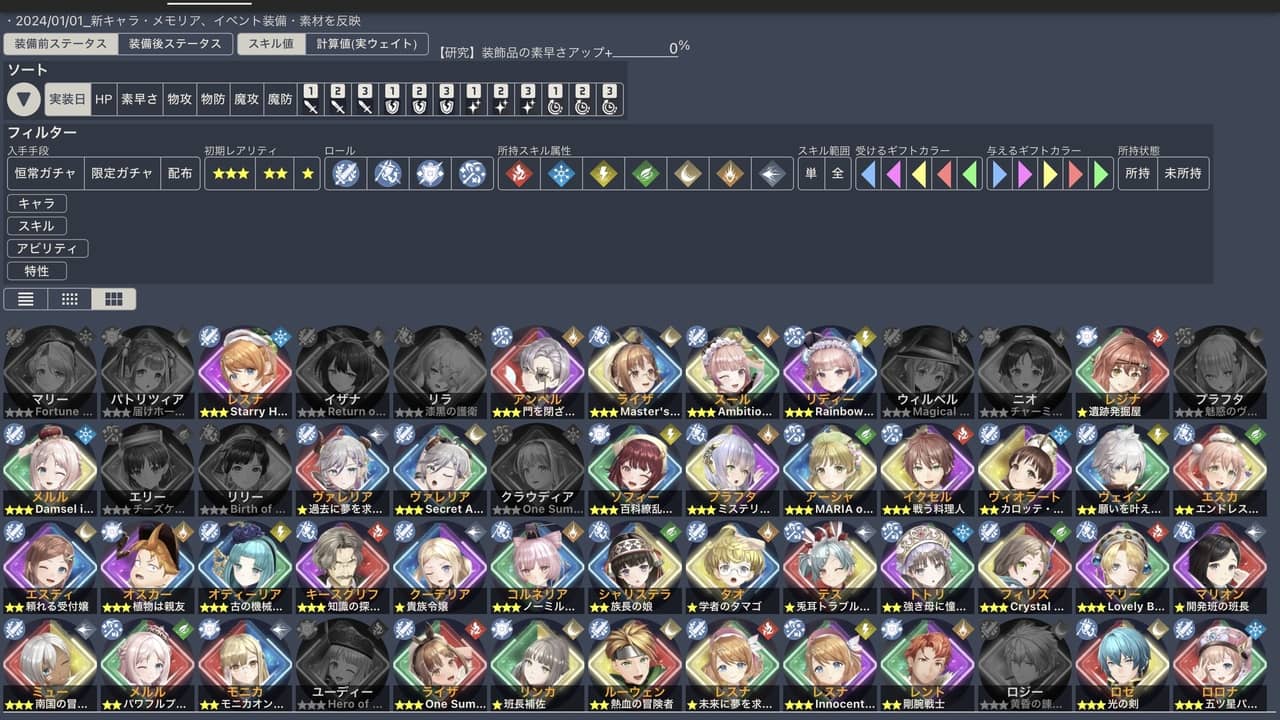 ・2024/01/01_新キャラ・メモリア、イベント装備・素材を反映
装備前ステータス 装備後ステータス スキル値 計算値(実ウェイト) 【研究】装飾品の素早さアップ+ 0%
ソート
実装日 HP 素早さ 物攻 物防 魔攻 魔防 1 2 3 1 2 3 1 2 3 1 2 3
フィルター
入手手段 初期レアリティ ロール 所持スキル属性 スキル範囲 受けるギフトカラー 与えるギフトカラー 所持状態
恒常ガチャ 限定ガチャ 配布 ★★★ ★★ ★ 単 全 所持 未所持
キャラ
スキル
アビリティ
特性
マリー パトリツィア レスナ イザナ リラ アンペル ライザ スール リディー ウィルベル ニオ レジナ プラフタ
★★★Fortune ... ★★★届けホー... ★★★Starry H... ★★★Return o... ★★★漆黒の護衛 ★★★門を閉ざ... ★★★Master's... ★★★Ambitio... ★★★Rainbow... ★★★Magical ... ★★★チャーミ... ★遺跡発掘屋 ★★★魅惑のヴ...
メルル エリー リリー ヴァレリア ヴァレリア クラウディア ソフィー プラフタ アーシャ イクセル ヴィオラート ウェイン エスカ
★★★Damsel i... ★★★チーズケ... ★★★Birth of ... ★過去に夢を求... ★★★Secret A... ★★★One Sum... ★★★百科繚乱... ★★★ミステリ... ★★★MARIA o... ★★戦う料理人 ★★カロッテ・... ★★願いを叶え... ★★エンドレス...
エスティ オスカー オディーリア キースグリフ クーデリア コルネリア シャリステラ タオ テス トトリ フィリス マリー マリオン
★★頼れる受付嬢 ★★★植物は親友 ★★古の機械... ★★★知識の探... ★貴族令嬢 ★★★ノーミル... ★★族長の娘 ★学者のタマゴ ★兎耳トラブル... ★★強き母に憧... ★★★Crystal ... ★★★Lovely B... ★開発班の班長
ミュー メルル モニカ ユーディー ライザ リンカ ルーウェン レスナ レスナ レント ロジー ロゼ ロロナ
★★★南国の冒... ★★パワフルプ... ★★★モニカオン... ★★★Hero of ... ★★★One Sum... ★班長補佐 ★★熱血の冒険者 ★未来に夢を求... ★★★Innocent... ★★剛腕戦士 ★★★黄昏の錬... ★★★光の剣 ★★★五ツ星パ...